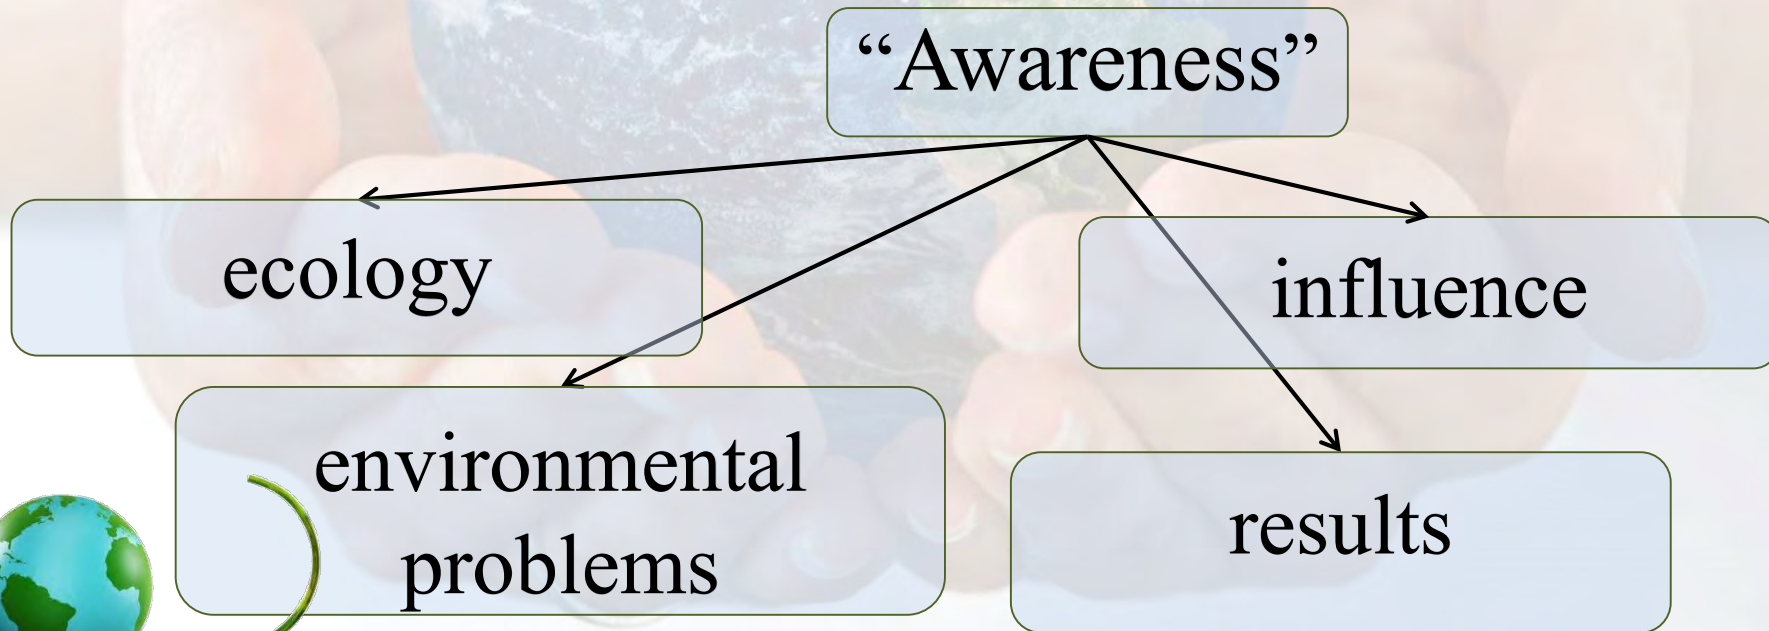 “Awareness”
ecology
influence
environmental
problems
results